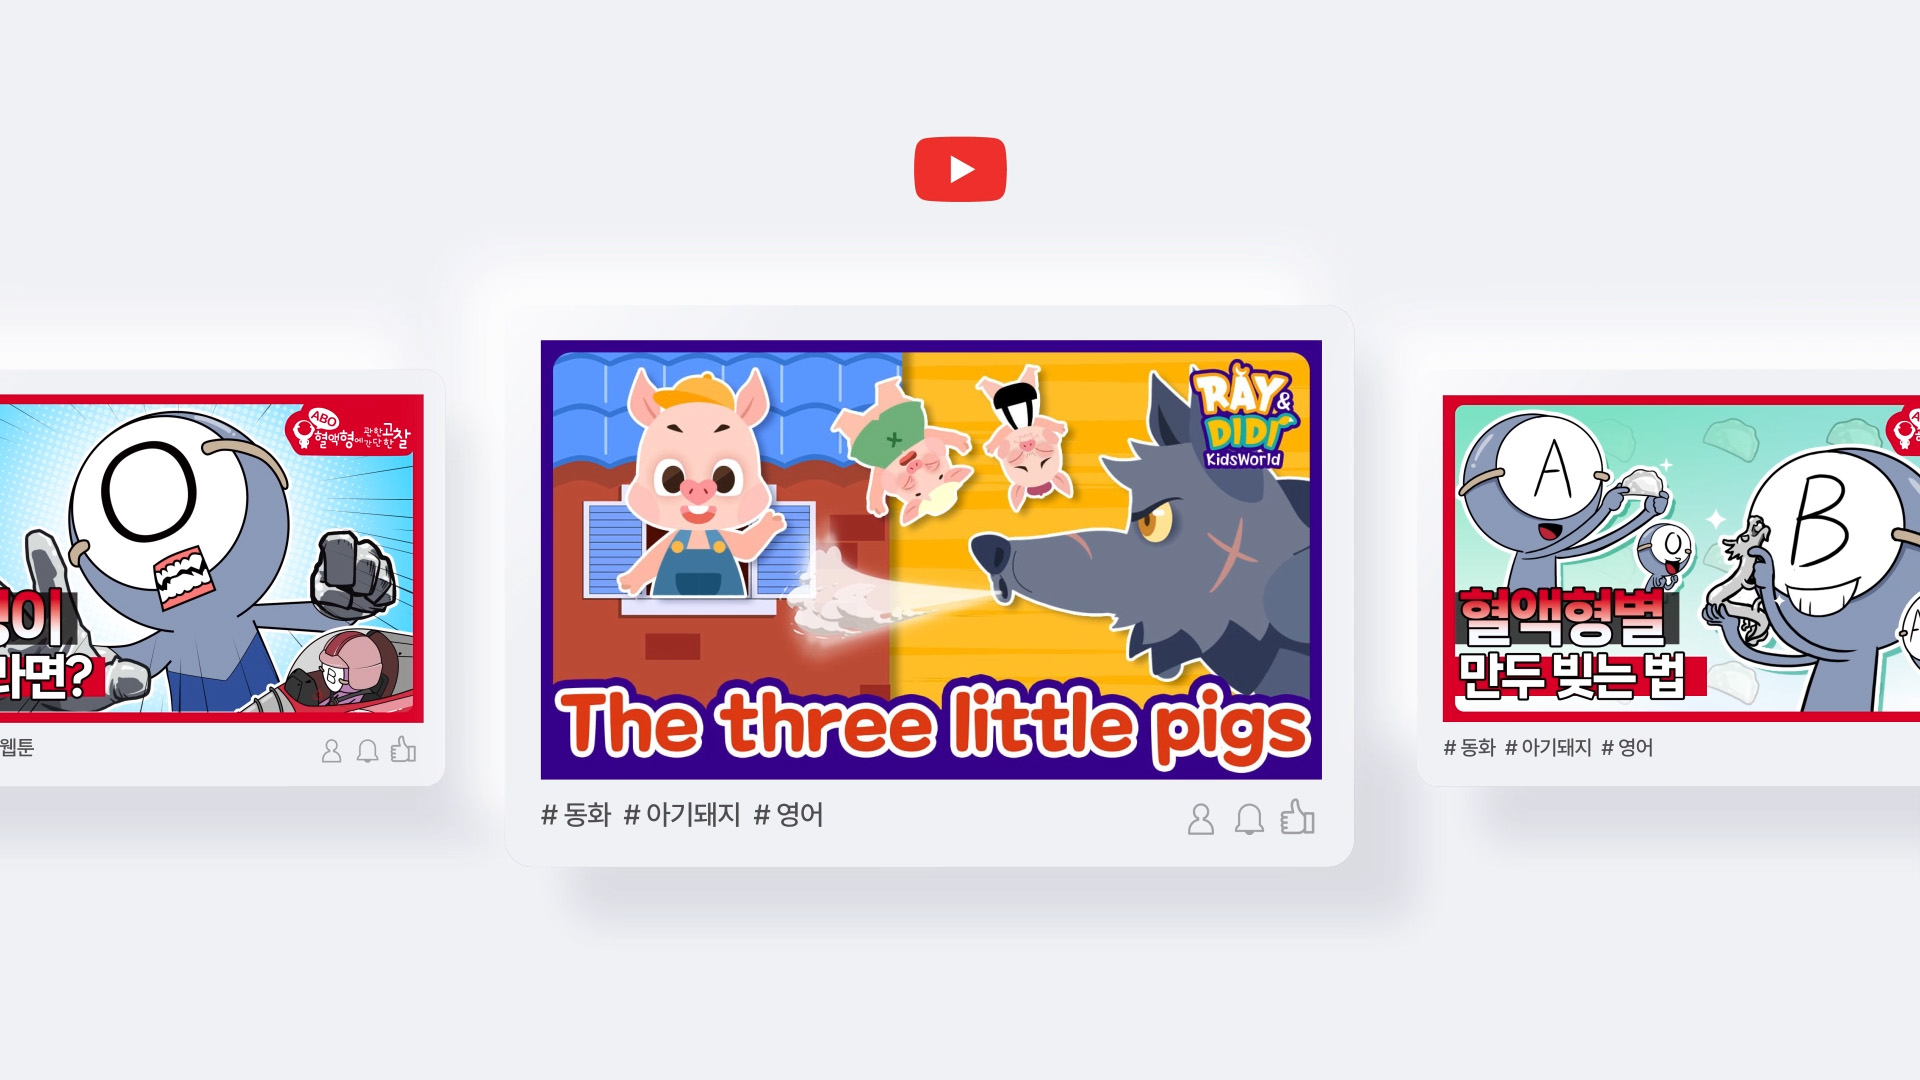 O
ABO
혈액형에 관한 간단한 고찰
형이
라면?
B
웹툰
RAY &
DIDI
KidsWorld
The three little pigs
# 동화 # 아기돼지 # 영어
A
O
B
혈액형별
만두 빚는 법
# 동화 # 아기돼지 # 영어